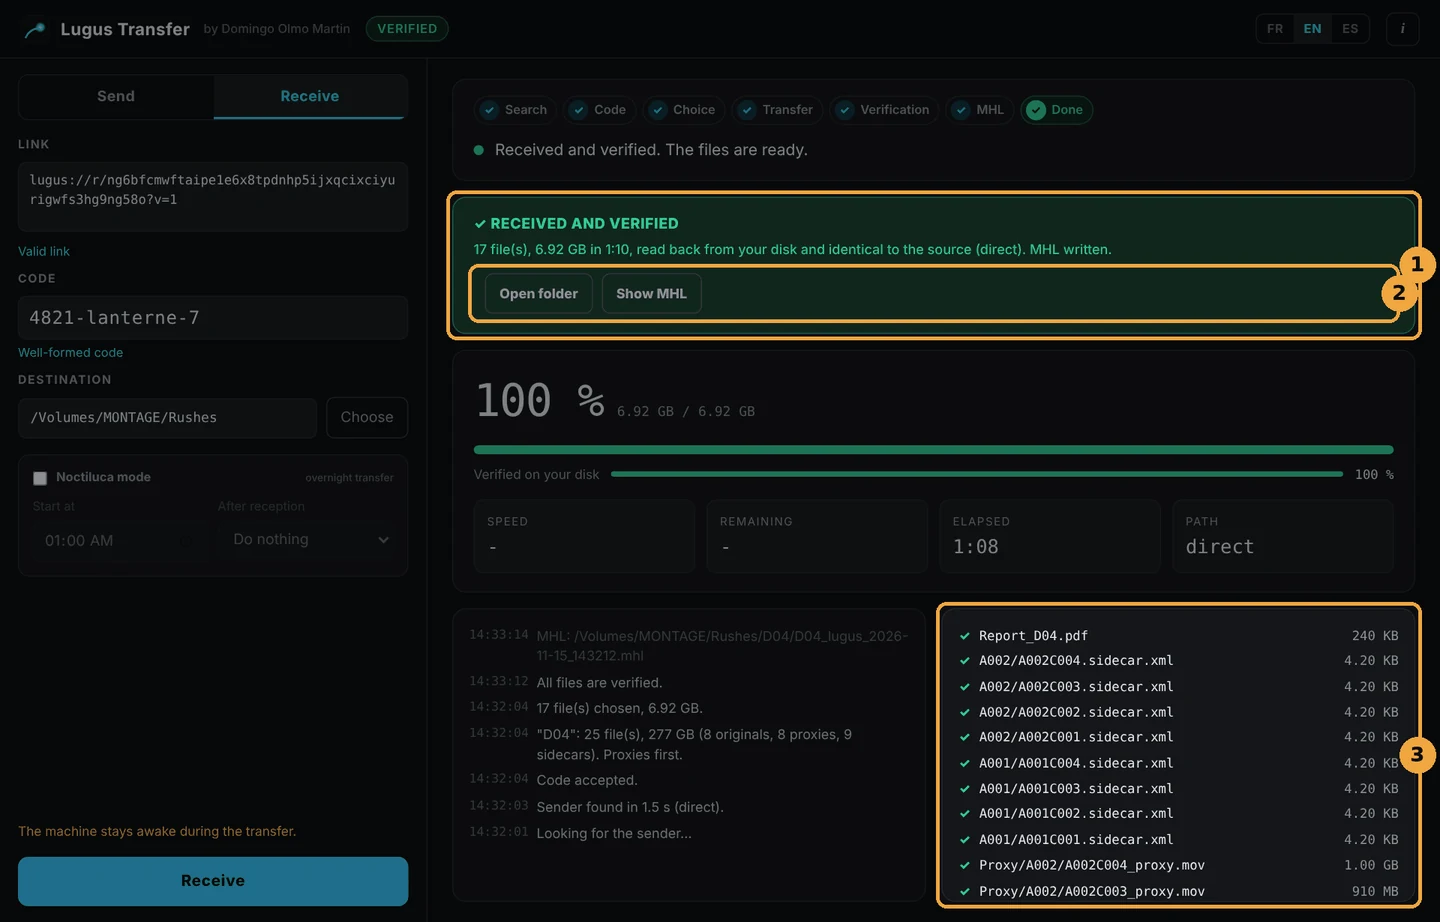 Lugus Transfer by Domingo Olmo Martin VERIFIED
FR EN ES i
Send Receive
LINK
lugus://r/ng6bfcmwftaipe1e6x8tpdnhp5ijxqcixciyu
rigwfs3hg9ng58o?v=1
Valid link
CODE
4821-lanterne-7
Well-formed code
DESTINATION
/Volumes/MONTAGE/Rushes Choose
Noctiluca mode overnight transfer
Start at After reception
01:00 AM Do nothing
The machine stays awake during the transfer.
Receive
Search Code Choice Transfer Verification MHL Done
Received and verified. The files are ready.
✓ RECEIVED AND VERIFIED
17 file(s), 6.92 GB in 1:10, read back from your disk and identical to the source (direct). MHL written.
1
Open folder Show MHL
2
100 % 6.92 GB / 6.92 GB
Verified on your disk 100 %
SPEED REMAINING ELAPSED PATH
- - 1:08 direct
14:33:14 MHL: /Volumes/MONTAGE/Rushes/D04/D04_lugus_2026-
11-15_143212.mhl
14:33:12 All files are verified.
14:32:04 17 file(s) chosen, 6.92 GB.
14:32:04 "D04": 25 file(s), 277 GB (8 originals, 8 proxies, 9
sidecars). Proxies first.
14:32:04 Code accepted.
14:32:03 Sender found in 1.5 s (direct).
14:32:01 Looking for the sender...
✓ Report_D04.pdf 240 KB
✓ A002/A002C004.sidecar.xml 4.20 KB
✓ A002/A002C003.sidecar.xml 4.20 KB
✓ A002/A002C002.sidecar.xml 4.20 KB
✓ A002/A002C001.sidecar.xml 4.20 KB
✓ A001/A001C004.sidecar.xml 4.20 KB
✓ A001/A001C003.sidecar.xml 4.20 KB
✓ A001/A001C002.sidecar.xml 4.20 KB
✓ A001/A001C001.sidecar.xml 4.20 KB
✓ Proxy/A002/A002C004_proxy.mov 1.00 GB
✓ Proxy/A002/A002C003_proxy.mov 910 MB
3